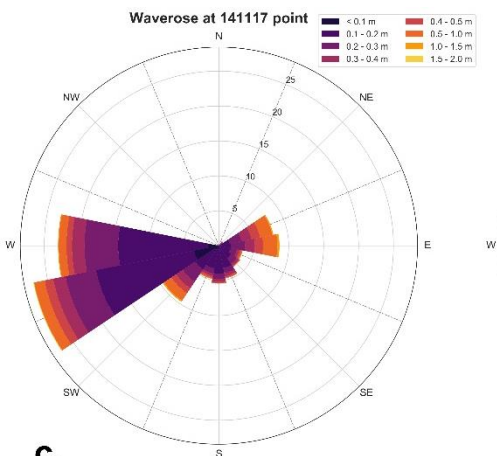 Waverose at 141117 point
< 0.1 m
0.1 - 0.2 m
0.2 - 0.3 m
0.3 - 0.4 m
0.4 - 0.5 m
0.5 - 1.0 m
1.0 - 1.5 m
1.5 - 2.0 m
N
25
NW
NE
20
15
10
5
W
E
W
SW
SE
S
c.